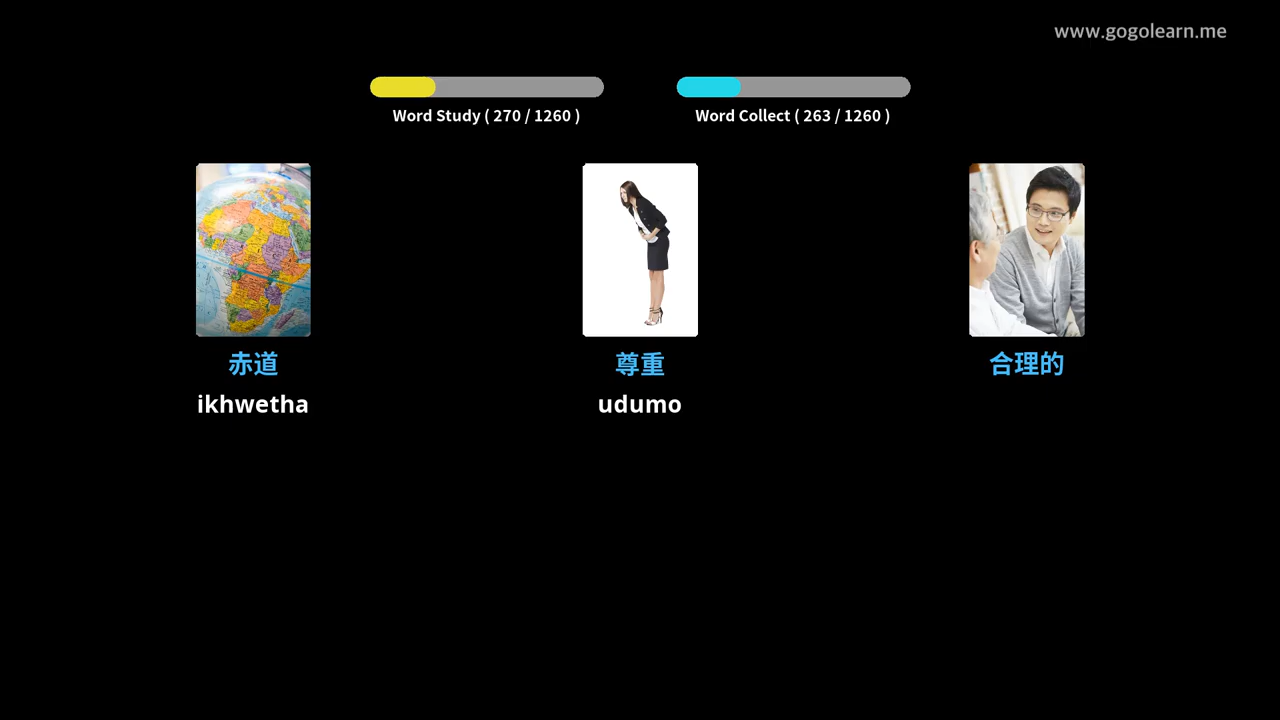 www.gogolearn.me
Word Study ( 270 / 1260 )
Word Collect ( 263 / 1260 )
赤道
尊重
合理的
ikhwetha
udumo